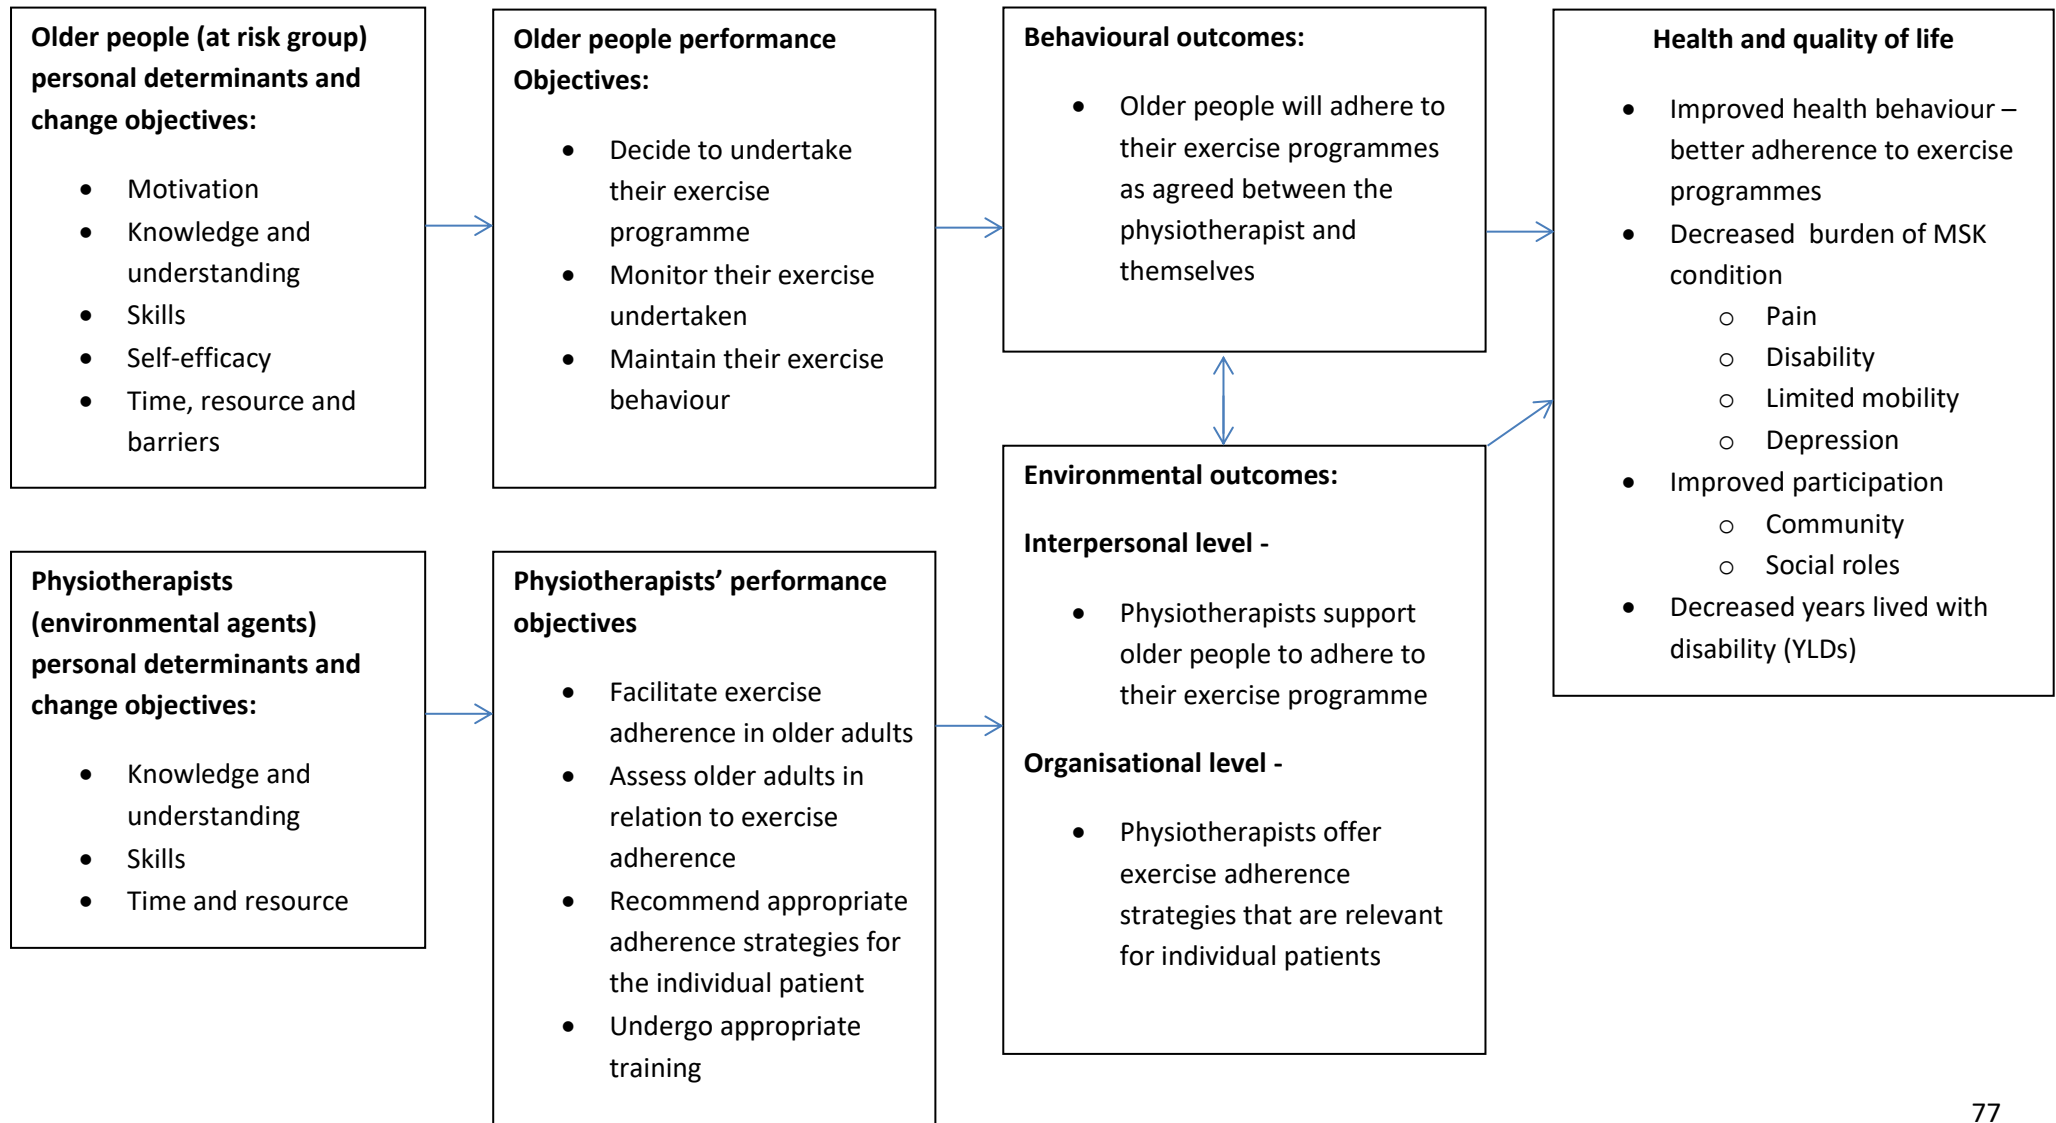 Older people (at risk group)
personal determinants and
change objectives:
• Motivation
• Knowledge and
understanding
• Skills
• Self-efficacy
• Time, resource and
barriers
Older people performance
Objectives:
• Decide to undertake
their exercise
programme
• Monitor their exercise
undertaken
• Maintain their exercise
behaviour
Behavioural outcomes:
• Older people will adhere to
their exercise programmes
as agreed between the
physiotherapist and
themselves
Health and quality of life
• Improved health behaviour –
better adherence to exercise
programmes
• Decreased burden of MSK
condition
o Pain
o Disability
o Limited mobility
o Depression
• Improved participation
o Community
o Social roles
• Decreased years lived with
disability (YLDs)
Physiotherapists
(environmental agents)
personal determinants and
change objectives:
• Knowledge and
understanding
• Skills
• Time and resource
Physiotherapists’ performance
objectives
• Facilitate exercise
adherence in older adults
• Assess older adults in
relation to exercise
adherence
• Recommend appropriate
adherence strategies for
the individual patient
• Undergo appropriate
training
Environmental outcomes:
Interpersonal level -
• Physiotherapists support
older people to adhere to
their exercise programme
Organisational level -
• Physiotherapists offer
exercise adherence
strategies that are relevant
for individual patients
77